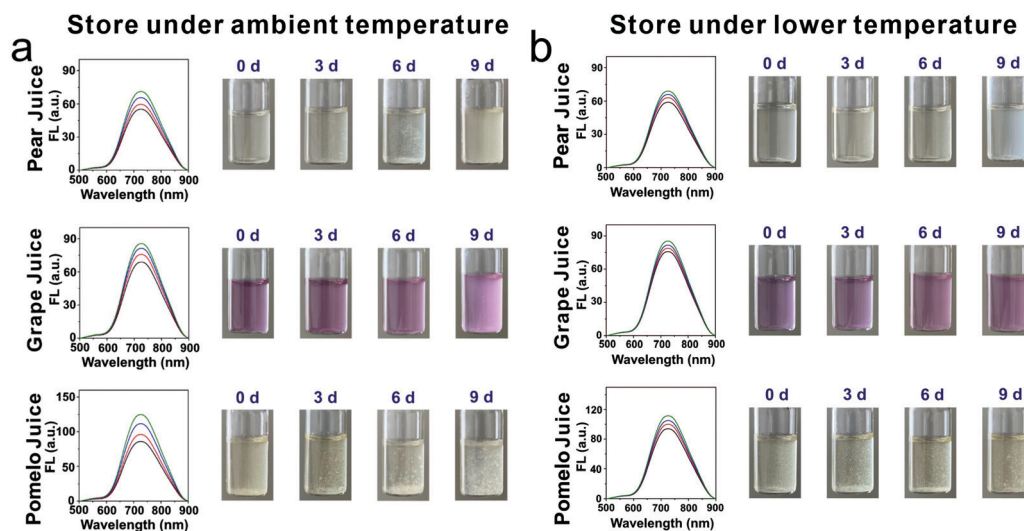 Store under ambient temperature
Store under lower temperature
a
Pear Juice
FL (a.u.)
90
60
30
0
500 600 700 800 900
Wavelength (nm)
0 d 3 d 6 d 9 d
Grape Juice
FL (a.u.)
90
60
30
0
500 600 700 800 900
Wavelength (nm)
0 d 3 d 6 d 9 d
Pomelo Juice
FL (a.u.)
150
100
50
0
500 600 700 800 900
Wavelength (nm)
0 d 3 d 6 d 9 d
b
Pear Juice
FL (a.u.)
90
60
30
0
500 600 700 800 900
Wavelength (nm)
0 d 3 d 6 d 9 d
Grape Juice
FL (a.u.)
90
60
30
0
500 600 700 800 900
Wavelength (nm)
0 d 3 d 6 d 9 d
Pomelo Juice
FL (a.u.)
120
80
40
0
500 600 700 800 900
Wavelength (nm)
0 d 3 d 6 d 9 d